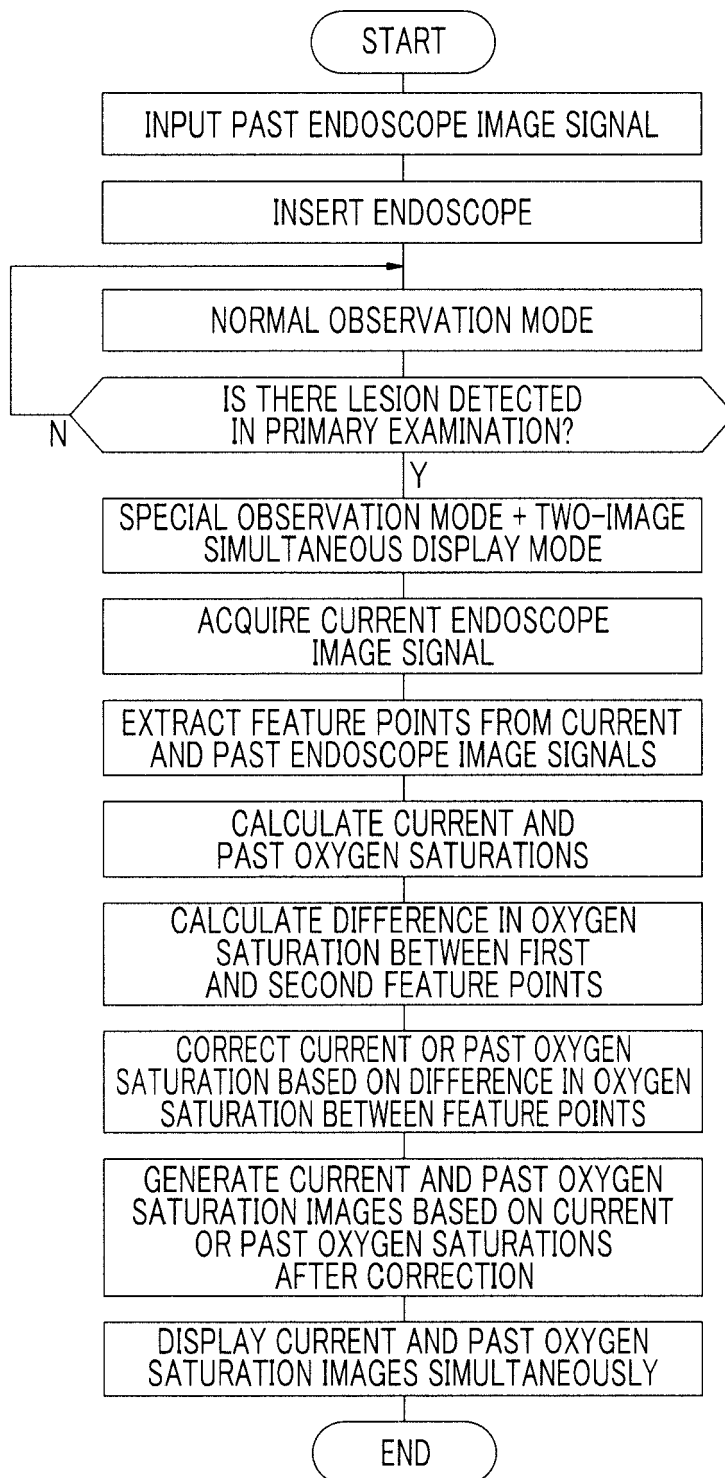 START
INPUT PAST ENDOSCOPE IMAGE SIGNAL
INSERT ENDOSCOPE
NORMAL OBSERVATION MODE
IS THERE LESION DETECTED
IN PRIMARY EXAMINATION?
N
Y
SPECIAL OBSERVATION MODE + TWO-IMAGE
SIMULTANEOUS DISPLAY MODE
ACQUIRE CURRENT ENDOSCOPE
IMAGE SIGNAL
EXTRACT FEATURE POINTS FROM CURRENT
AND PAST ENDOSCOPE IMAGE SIGNALS
CALCULATE CURRENT AND
PAST OXYGEN SATURATIONS
CALCULATE DIFFERENCE IN OXYGEN
SATURATION BETWEEN FIRST
AND SECOND FEATURE POINTS
CORRECT CURRENT OR PAST OXYGEN
SATURATION BASED ON DIFFERENCE IN OXYGEN
SATURATION BETWEEN FEATURE POINTS
GENERATE CURRENT AND PAST OXYGEN
SATURATION IMAGES BASED ON CURRENT
OR PAST OXYGEN SATURATIONS
AFTER CORRECTION
DISPLAY CURRENT AND PAST OXYGEN
SATURATION IMAGES SIMULTANEOUSLY
END